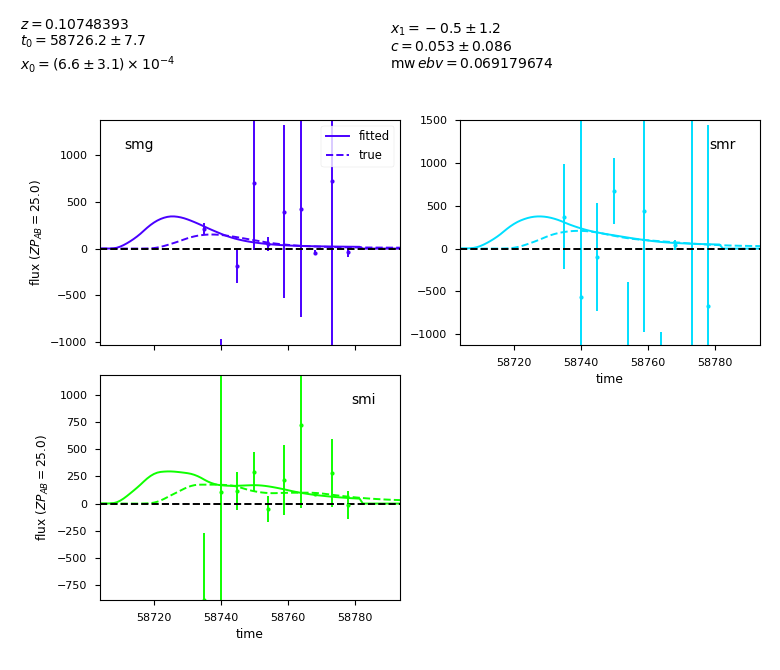 z = 0.10748393
t₀ = 58726.2 ± 7.7
x₀ = (6.6 ± 3.1) × 10⁻⁴
x₁ = −0.5 ± 1.2
c = 0.053 ± 0.086
mw ebv = 0.069179674
smg
fitted
true
1000
500
0
−500
−1000
flux (ZP_AB = 25.0)
smr
1500
1000
500
0
−500
−1000
58720 58740 58760 58780
time
smi
1000
750
500
250
0
−250
−500
−750
flux (ZP_AB = 25.0)
58720 58740 58760 58780
time